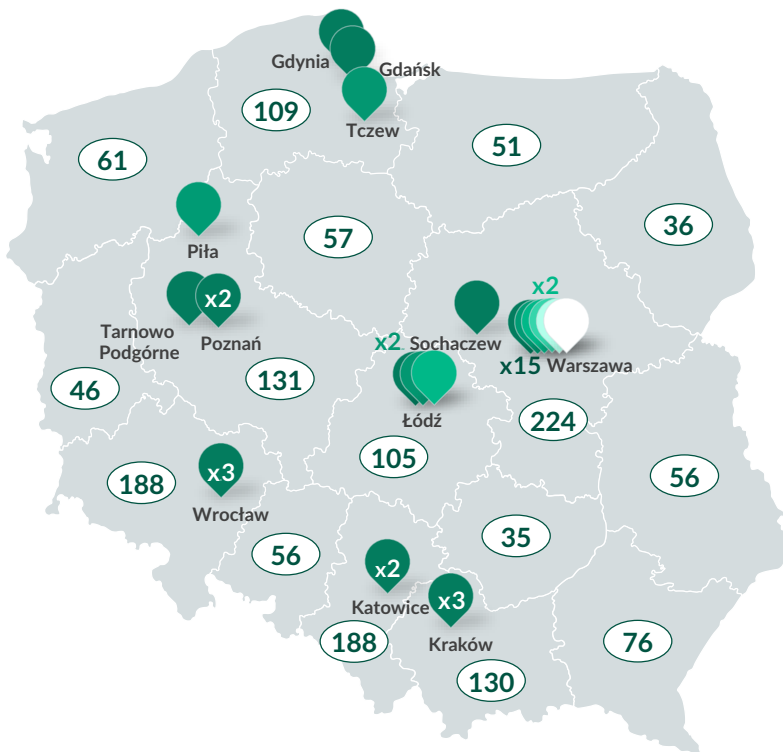 Gdynia
Gdańsk
109
Tczew
51
61
36
57
Piła
x2
x2
Tarnowo
Podgórne
Poznań
x2
Sochaczew
x15
Warszawa
46
131
Łódź
224
105
188
x3
56
Wrocław
35
56
x2
Katowice
x3
188
Kraków
76
130